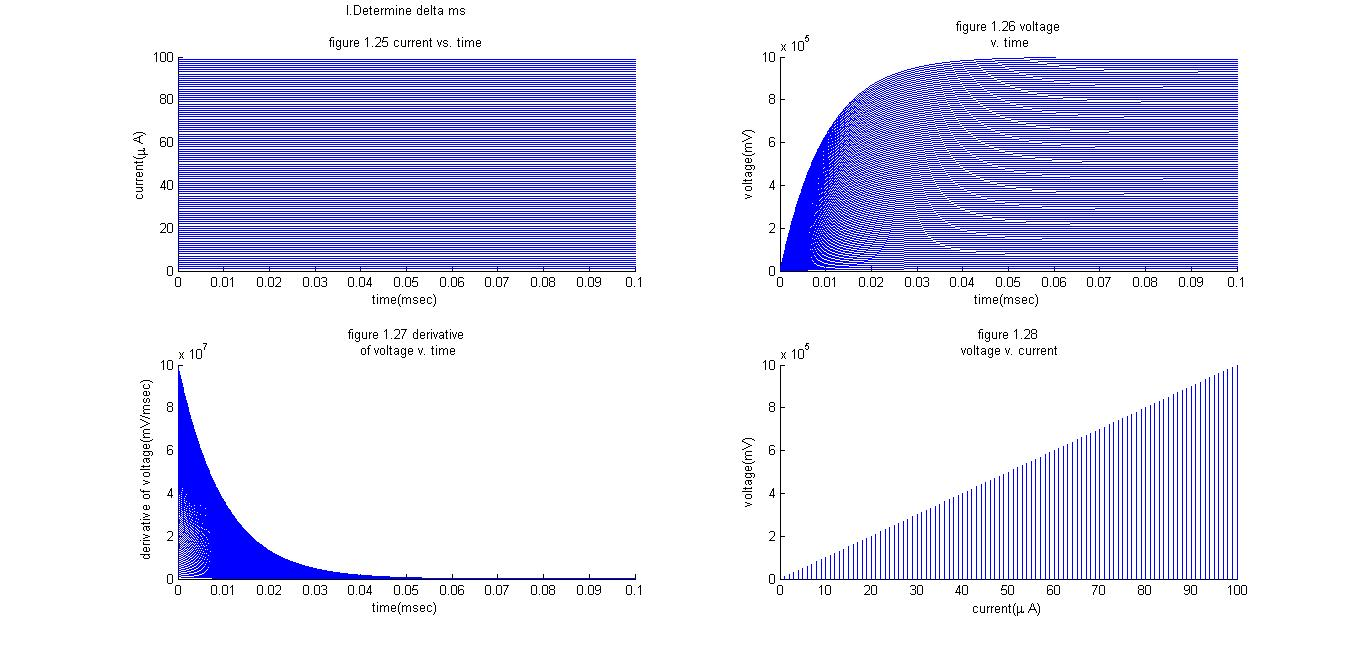 I.Determine delta ms
figure 1.25 current vs. time
100
80
60
40
20
0
current(μ A)
0 0.01 0.02 0.03 0.04 0.05 0.06 0.07 0.08 0.09 0.1
time(msec)
figure 1.26 voltage
v. time
x 10^5
10
8
6
4
2
0
voltage(mV)
0 0.01 0.02 0.03 0.04 0.05 0.06 0.07 0.08 0.09 0.1
time(msec)
figure 1.27 derivative
of voltage v. time
x 10^7
10
8
6
4
2
0
derivative of voltage(mV/msec)
0 0.01 0.02 0.03 0.04 0.05 0.06 0.07 0.08 0.09 0.1
time(msec)
figure 1.28
voltage v. current
x 10^5
10
8
6
4
2
0
voltage(mV)
0 10 20 30 40 50 60 70 80 90 100
current(μ A)